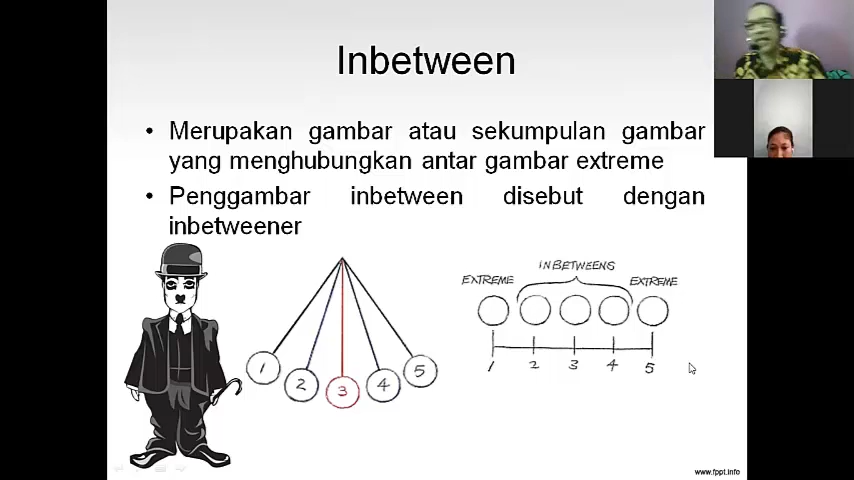 Inbetween
• Merupakan gambar atau sekumpulan gambar
yang menghubungkan antar gambar extreme
• Penggambar inbetween disebut dengan
inbetweener
INBETWEENS
EXTREME EXTREME
1 2 3 4 5
1 2 3 4 5
www.fppt.info